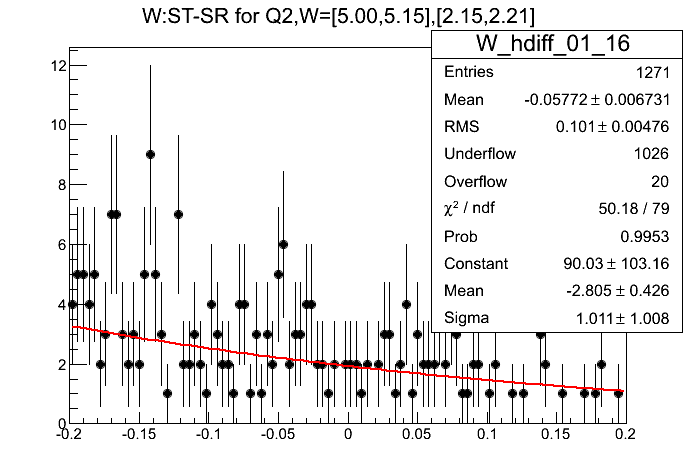 W:ST-SR for Q2,W=[5.00,5.15],[2.15,2.21]
W_hdiff_01_16
Entries 1271
Mean -0.05772 ± 0.006731
RMS 0.101 ± 0.00476
Underflow 1026
Overflow 20
χ² / ndf 50.18 / 79
Prob 0.9953
Constant 90.03 ± 103.16
Mean -2.805 ± 0.426
Sigma 1.011 ± 1.008
12
10
8
6
4
2
0
-0.2 -0.15 -0.1 -0.05 0 0.05 0.1 0.15 0.2